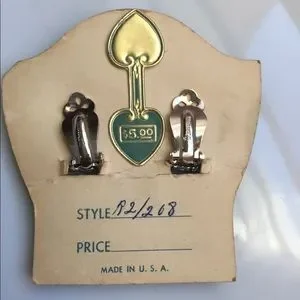 $5.00
STYLE R2/208
PRICE
MADE IN U. S. A.